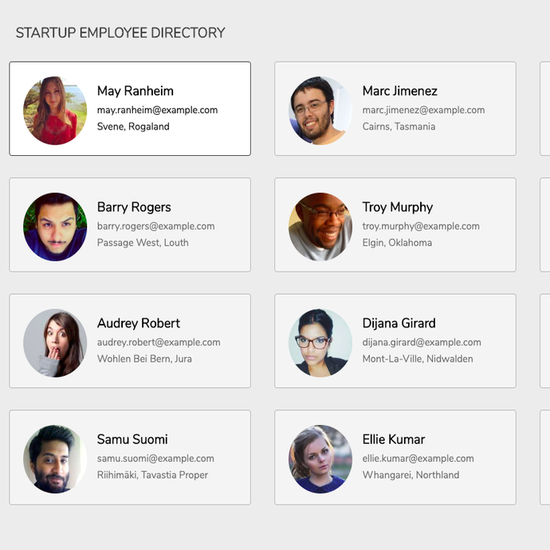 STARTUP EMPLOYEE DIRECTORY
May Ranheim
may.ranheim@example.com
Svene, Rogaland
Marc Jimenez
marc.jimenez@example.com
Cairns, Tasmania
Barry Rogers
barry.rogers@example.com
Passage West, Louth
Troy Murphy
troy.murphy@example.com
Elgin, Oklahoma
Audrey Robert
audrey.robert@example.com
Wohlen Bei Bern, Jura
Dijana Girard
dijana.girard@example.com
Mont-La-Ville, Nidwalden
Samu Suomi
samu.suomi@example.com
Riihimäki, Tavastia Proper
Ellie Kumar
ellie.kumar@example.com
Whangarei, Northland